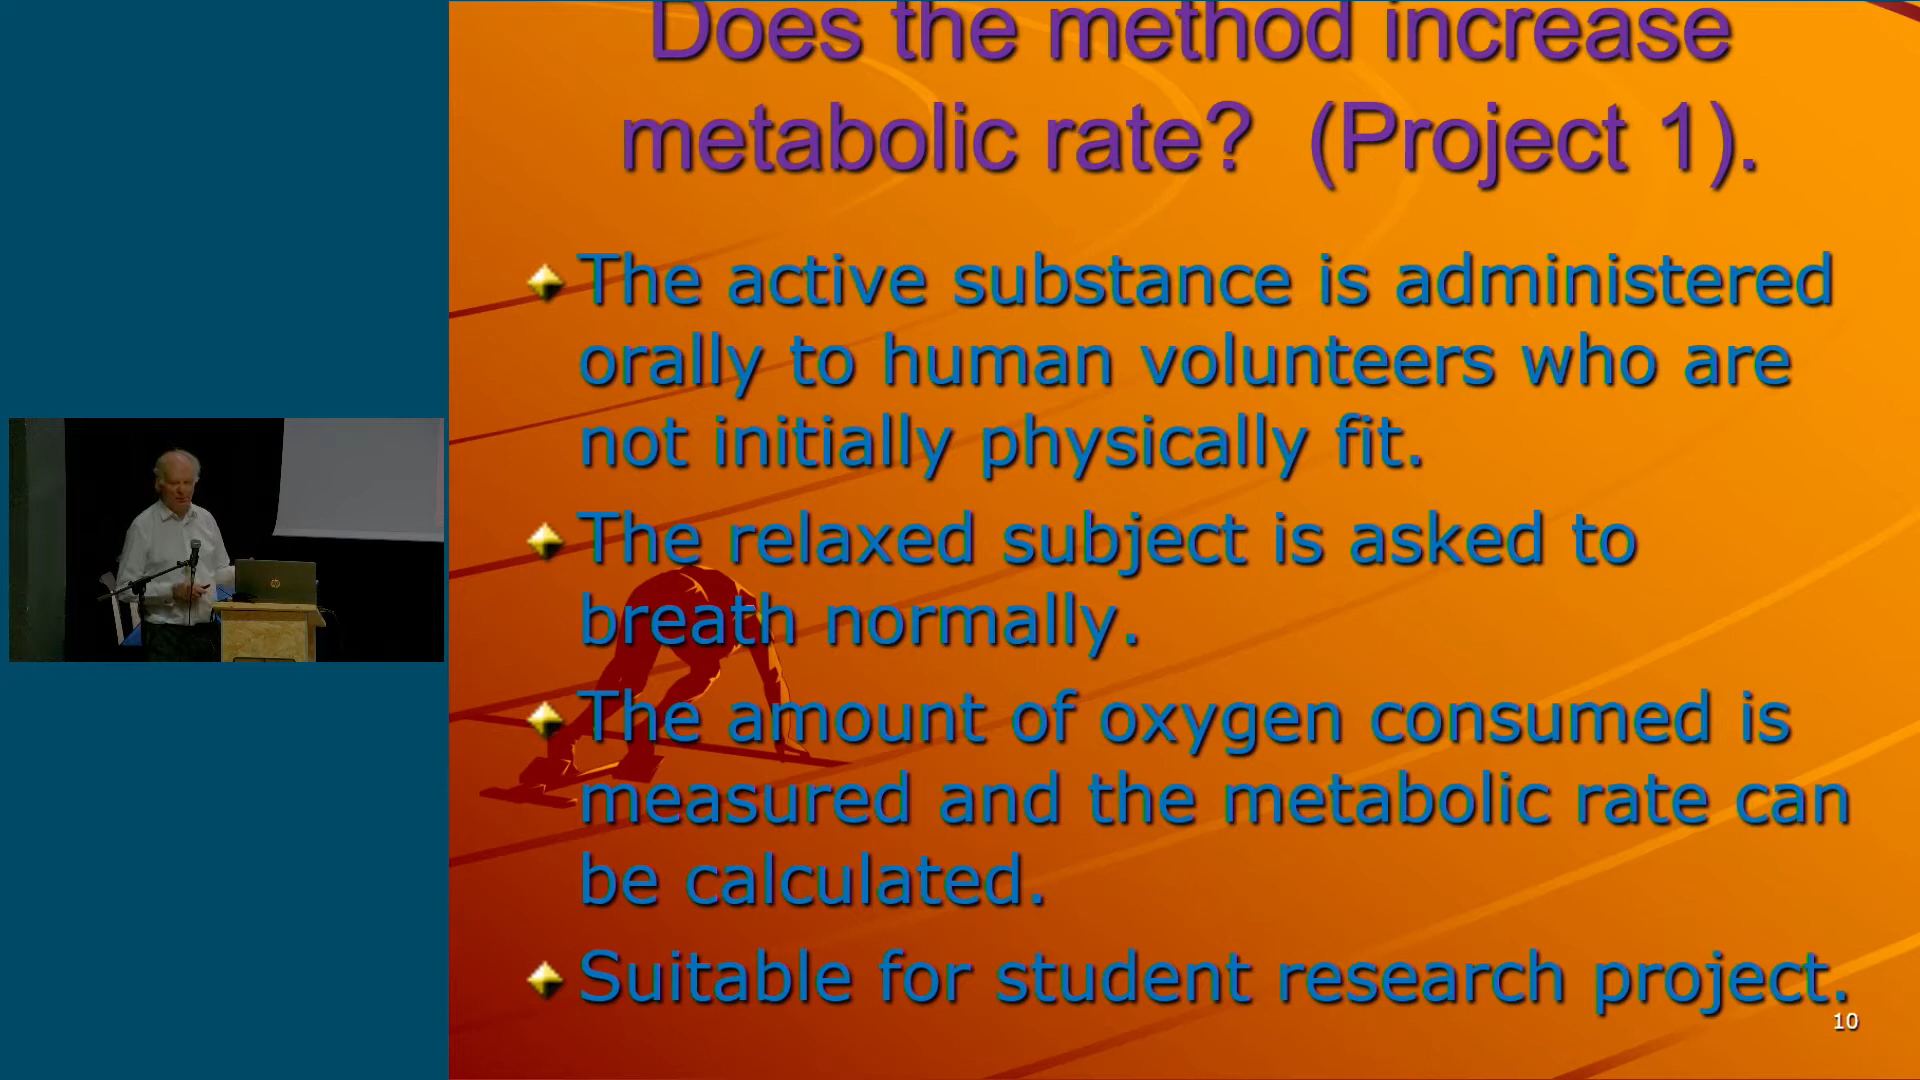 Does the method increase
metabolic rate?  (Project 1).
The active substance is administered
orally to human volunteers who are
not initially physically fit.
The relaxed subject is asked to
breath normally.
The amount of oxygen consumed is
measured and the metabolic rate can
be calculated.
Suitable for student research project.
10